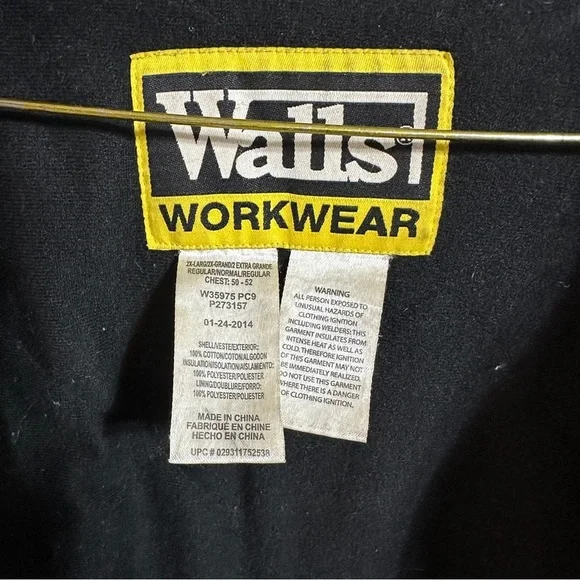 Walls®
WORKWEAR
2X-LARG/2X-GRAND/2 EXTRA GRANDE
REGULAR/NORMAL/REGULAR
CHEST: 50 - 52
W35975 PC9
P273157
01-24-2014
SHELL/VESTE/EXTERIOR:
100% COTTON/COTON/ALGODON
INSULATION/ISOLATION/AISLAMIENTO:
100% POLYESTER/POLIESTER
LINING/DOUBLURE/FORRO:
100% POLYESTER/POLIESTER
MADE IN CHINA
FABRIQUÉ EN CHINE
HECHO EN CHINA
UPC # 029311752538
WARNING
ALL PERSON EXPOSED TO
UNUSUAL HAZARDS OF
CLOTHING IGNITION
INCLUDING WELDERS: THIS
GARMENT INSULATES FROM
INTENSE HEAT AS WELL AS
COLD. THEREFORE IGNITION
OF THIS GARMENT MAY NOT
BE IMMEDIATELY REALIZED.
DO NOT USE THIS GARMENT
WHERE THERE IS A DANGER
OF CLOTHING IGNITION.